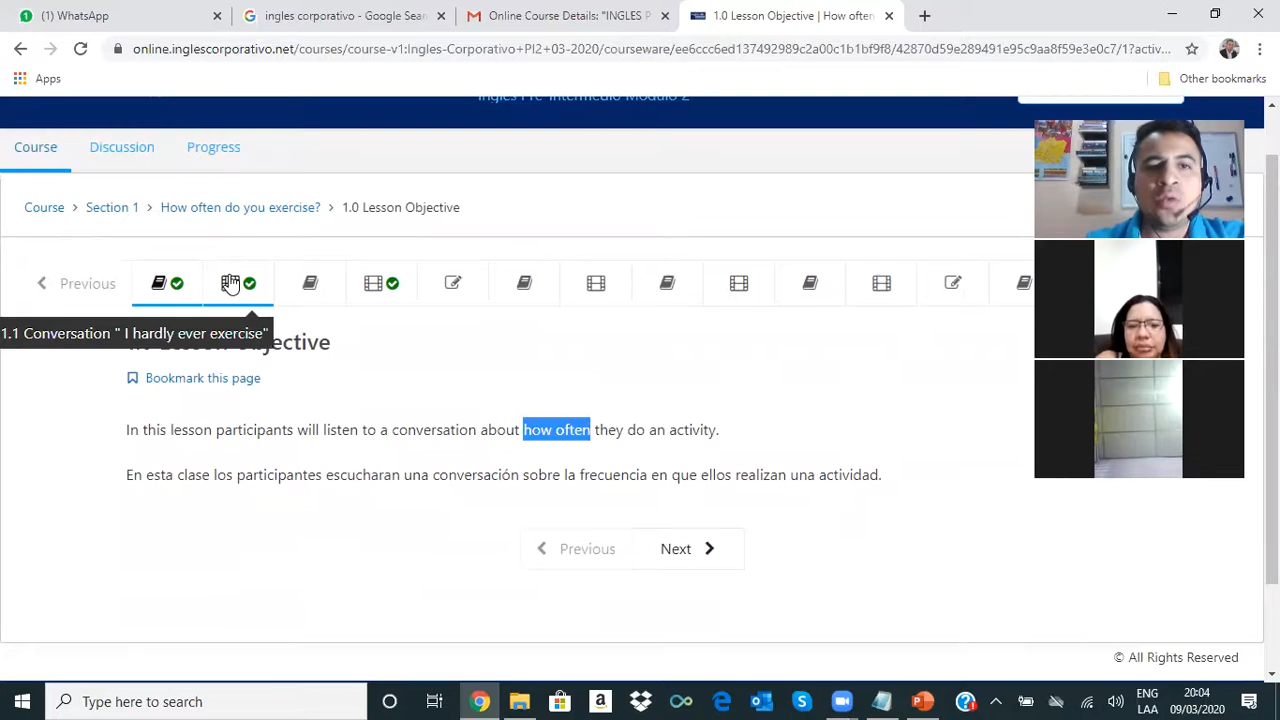 (1) WhatsApp
ingles corporativo - Google Sear
Online Course Details: "INGLES P
1.0 Lesson Objective | How often
online.inglescorporativo.net/courses/course-v1:Ingles-Corporativo+PI2+03-2020/courseware/ee6ccc6ed137492989c2a00c1b1bf9f8/42870d59e289491e95c9aa8f59e3e0c7/1?activ...
Apps
Other bookmarks
Ingles Pre-Intermedio Modulo 2
Course
Discussion
Progress
Course > Section 1 > How often do you exercise? > 1.0 Lesson Objective
Previous
1.1 Conversation " I hardly ever exercise"
1.0 Lesson Objective
Bookmark this page
In this lesson participants will listen to a conversation about how often they do an activity.
En esta clase los participantes escucharan una conversación sobre la frecuencia en que ellos realizan una actividad.
Previous
Next
© All Rights Reserved
Type here to search
ENG
LAA
20:04
09/03/2020